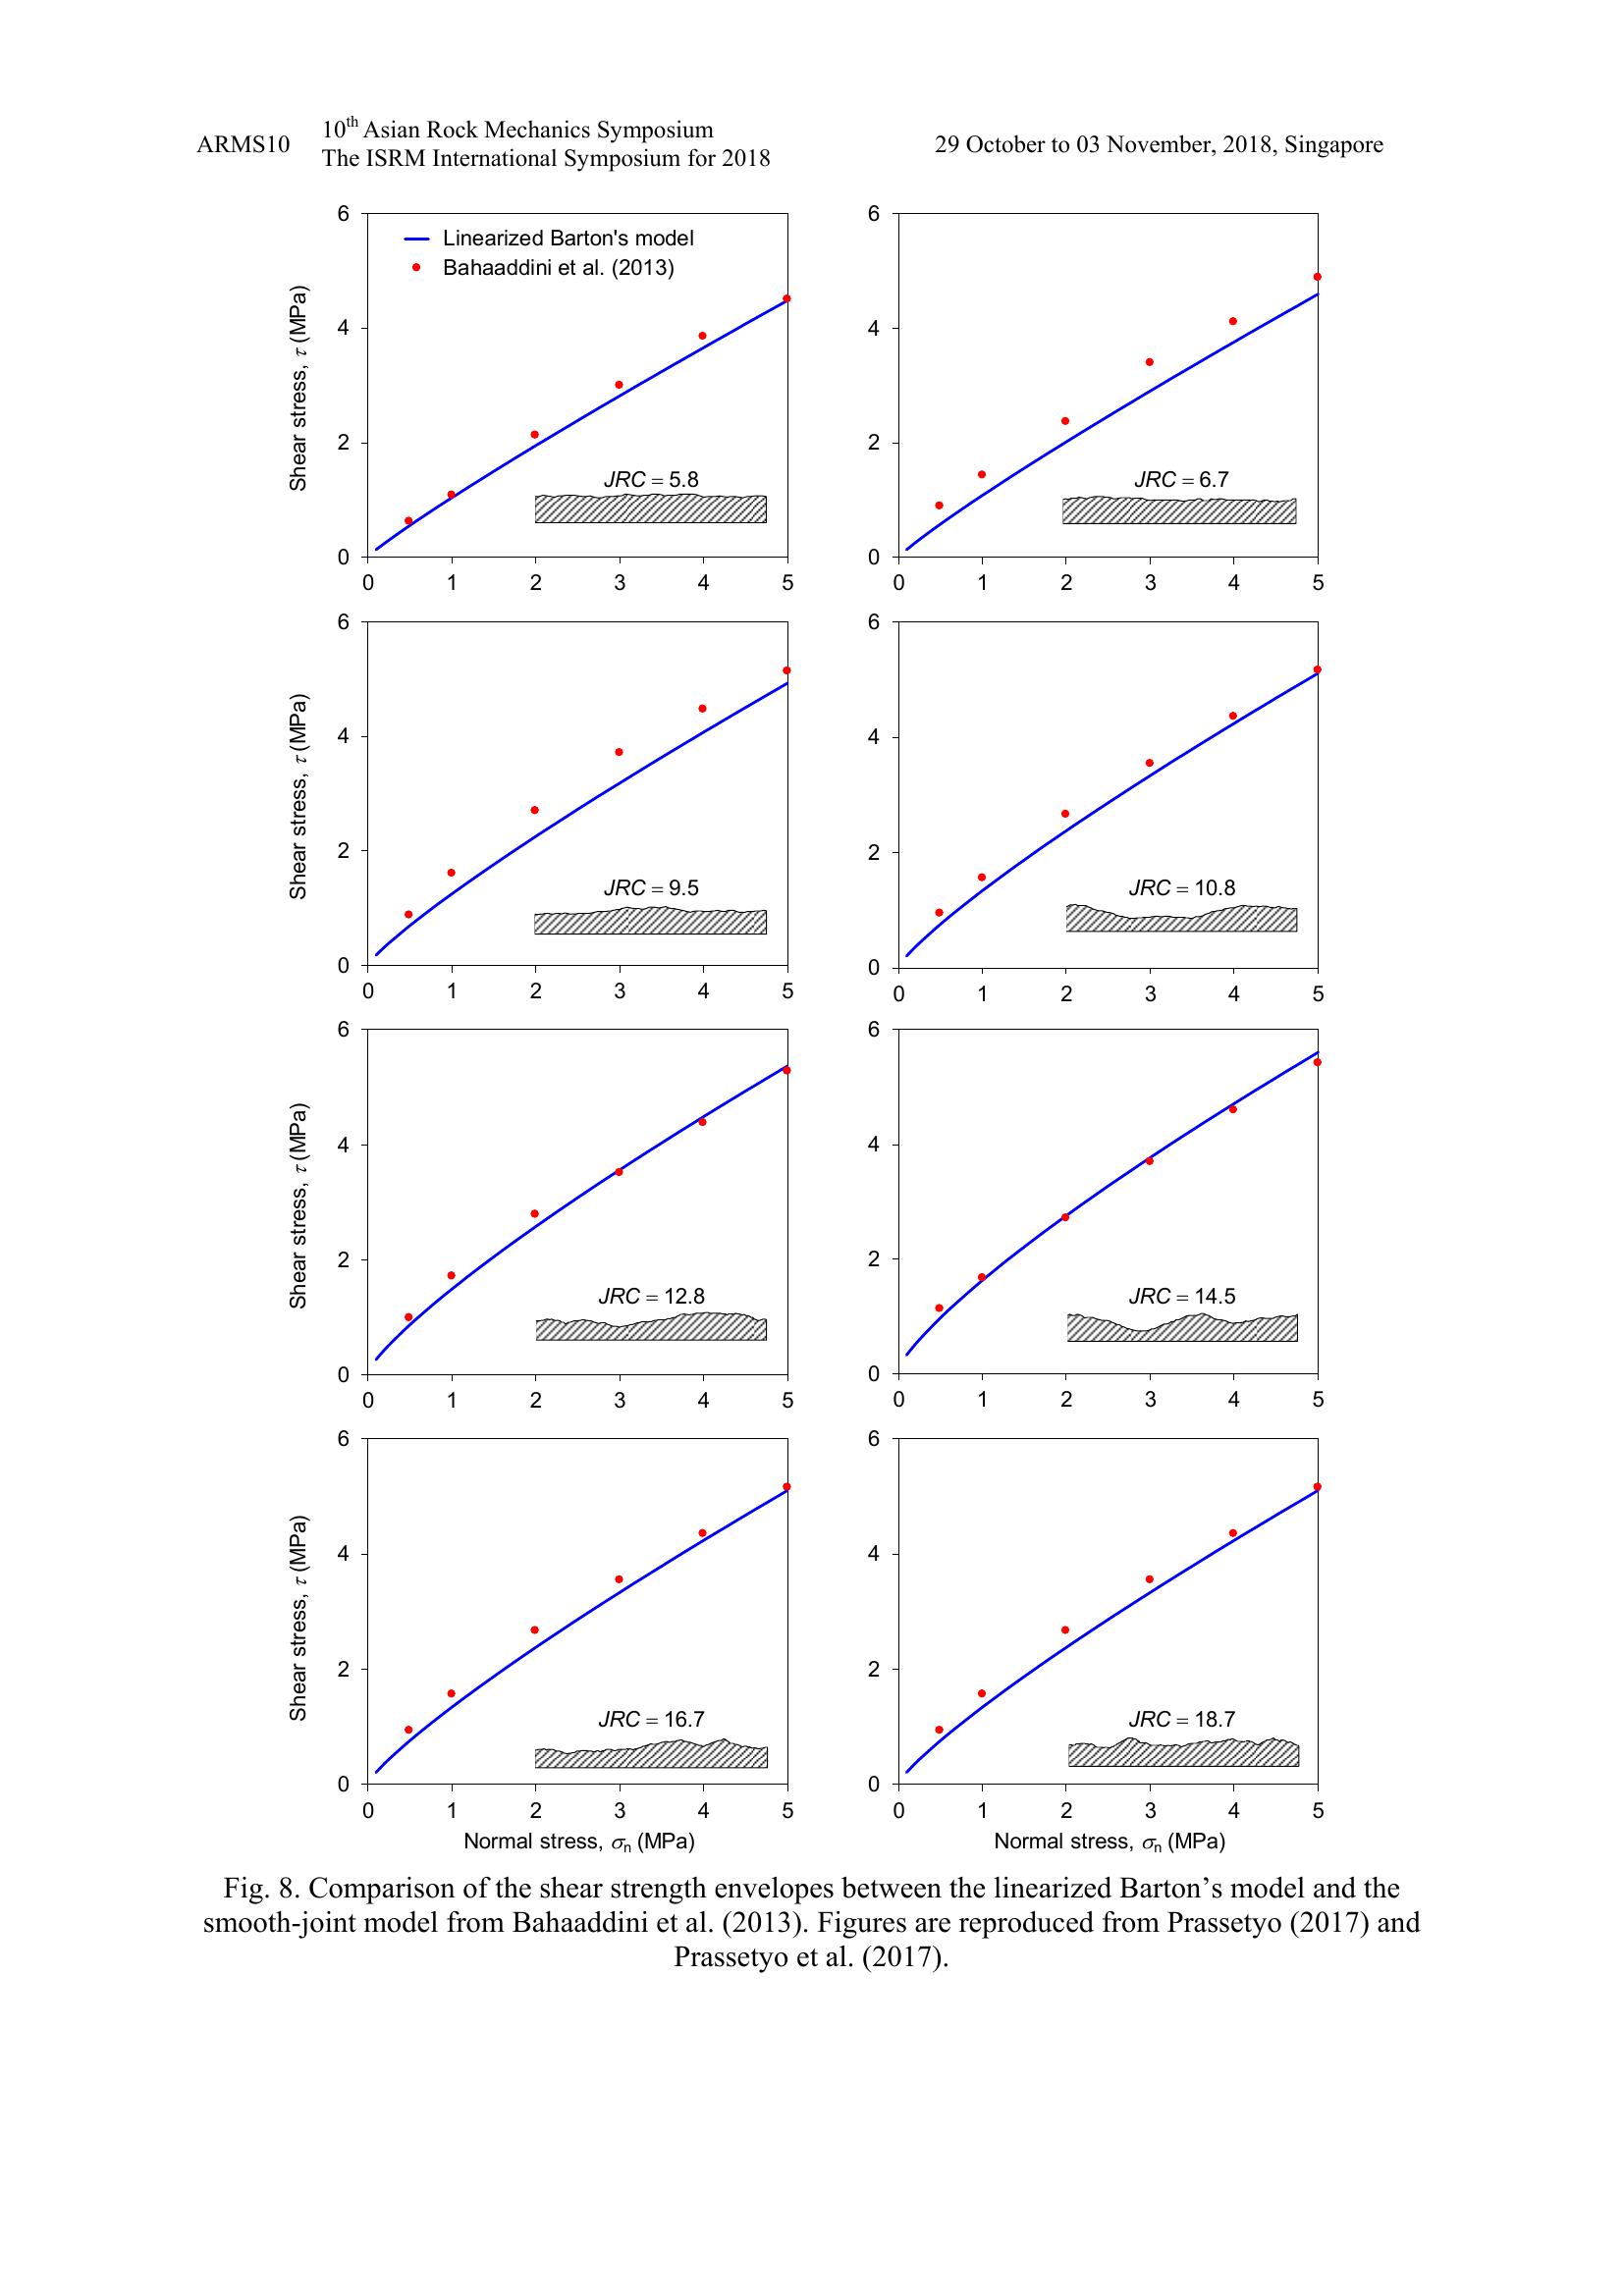 ARMS10
10th Asian Rock Mechanics Symposium
The ISRM International Symposium for 2018
29 October to 03 November, 2018, Singapore
6
4
2
0
Shear stress, τ (MPa)
Linearized Barton's model
Bahaaddini et al. (2013)
JRC = 5.8
0 1 2 3 4 5
6
4
2
0
JRC = 6.7
0 1 2 3 4 5
6
4
2
0
Shear stress, τ (MPa)
JRC = 9.5
0 1 2 3 4 5
6
4
2
0
JRC = 10.8
0 1 2 3 4 5
6
4
2
0
Shear stress, τ (MPa)
JRC = 12.8
0 1 2 3 4 5
6
4
2
0
JRC = 14.5
0 1 2 3 4 5
6
4
2
0
Shear stress, τ (MPa)
JRC = 16.7
0 1 2 3 4 5
Normal stress, σn (MPa)
6
4
2
0
JRC = 18.7
0 1 2 3 4 5
Normal stress, σn (MPa)
Fig. 8. Comparison of the shear strength envelopes between the linearized Barton’s model and the
smooth-joint model from Bahaaddini et al. (2013). Figures are reproduced from Prassetyo (2017) and
Prassetyo et al. (2017).